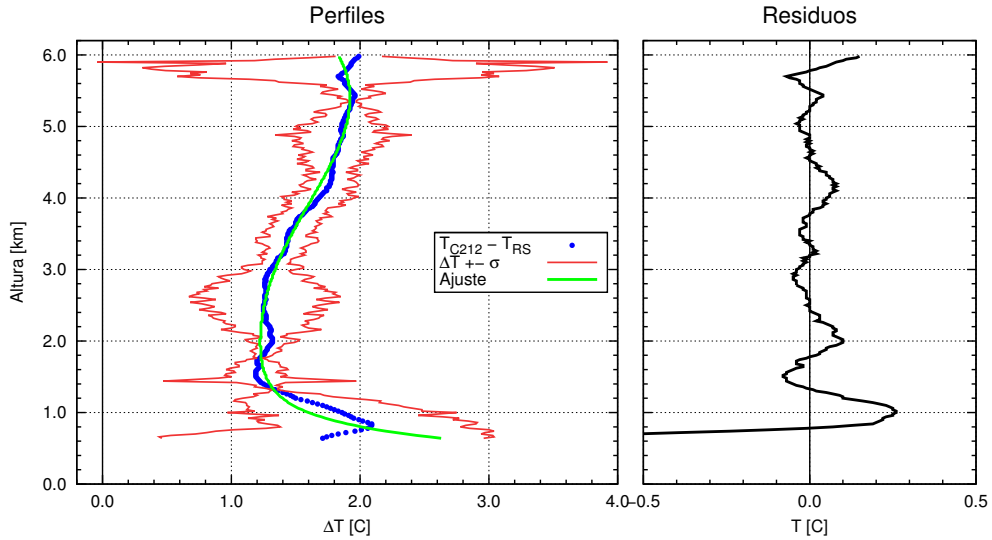 Perfiles
Residuos
6.0
5.0
4.0
3.0
2.0
1.0
0.0
Altura [km]
T_C212 − T_RS
ΔT +− σ
Ajuste
0.0 1.0 2.0 3.0 4.0
ΔT [C]
−0.5 0.0 0.5
T [C]